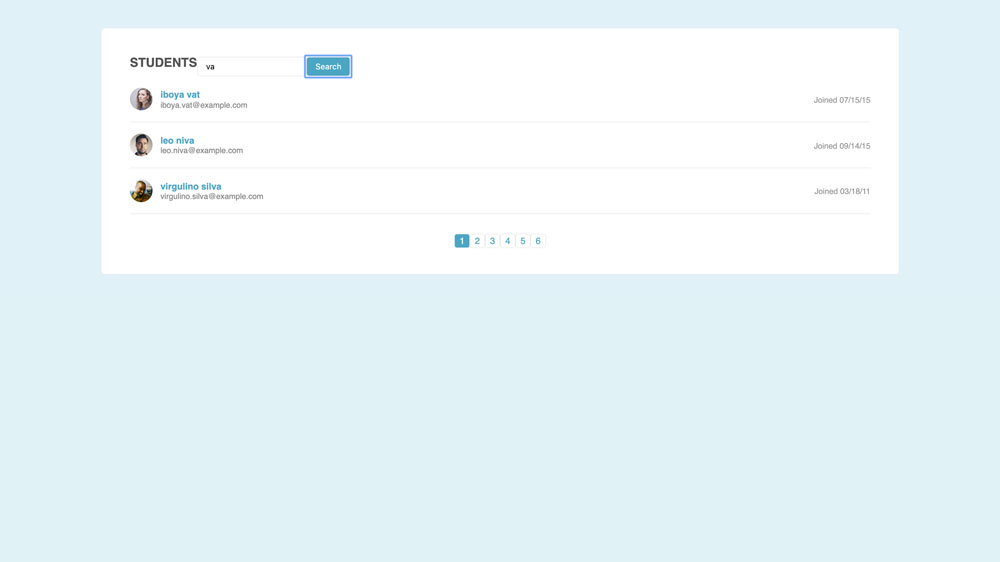 STUDENTS va Search
iboya vat
iboya.vat@example.com
Joined 07/15/15
leo niva
leo.niva@example.com
Joined 09/14/15
virgulino silva
virgulino.silva@example.com
Joined 03/18/11
1 2 3 4 5 6